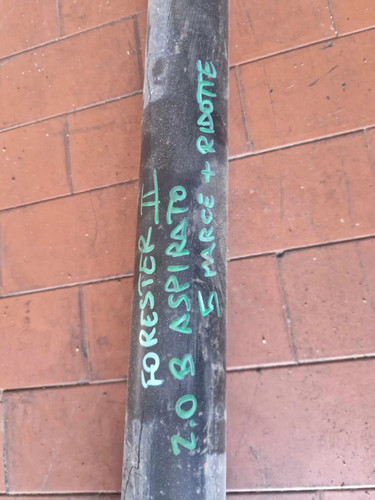 FORESTER II
2.0 B ASPIRATO
5 MARCE + RIDOTTE